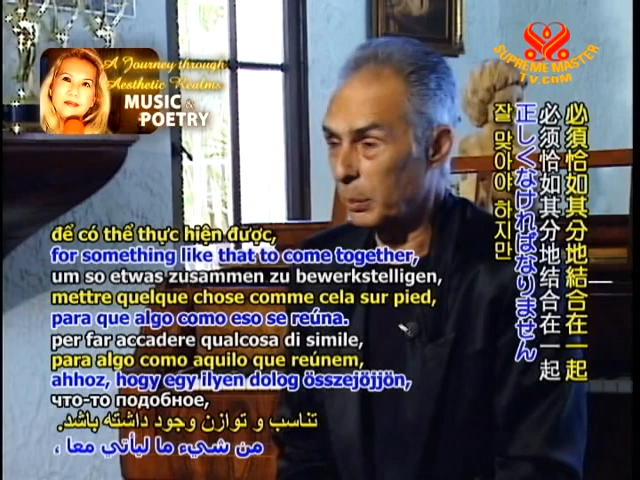 A Journey through
Aesthetic Realms
MUSIC &
POETRY
SUPREME MASTER
TV.COM
để có thể thực hiện được,
for something like that to come together,
um so etwas zusammen zu bewerkstelligen,
mettre quelque chose comme cela sur pied,
para que algo como eso se reúna.
per far accadere qualcosa di simile,
para algo como aquilo que reúnem,
ahhoz, hogy egy ilyen dolog összejöjjön,
что-то подобное,
تناسب و توازن وجود داشته باشد.
من شيء ما ليأتي معا ،
必須恰如其分地結合在一起
必须恰如其分地结合在一起
正しくなければなりません
잘 맞아야 하지만